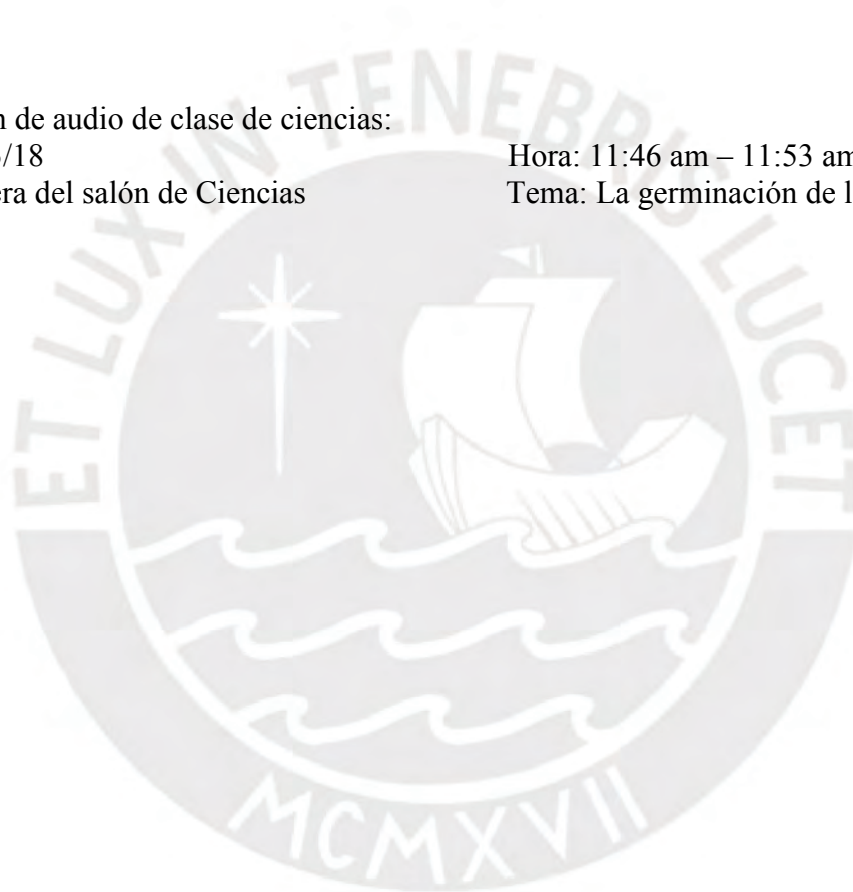 de audio de clase de ciencias:
/18 Hora: 11:46 am – 11:53 am
del salón de Ciencias Tema: La germinación de
ET LUX IN TENEBRIS LUCET
MCMXVII